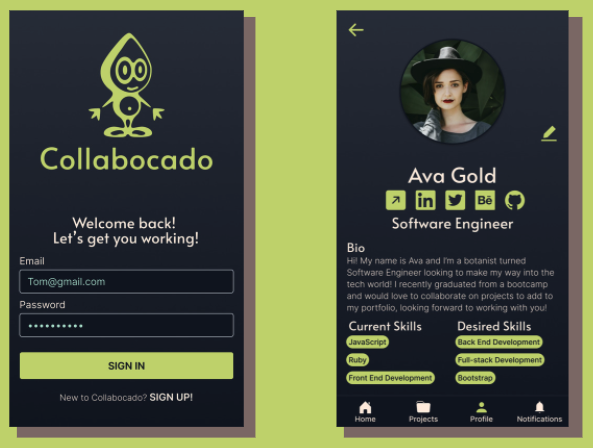 Collabocado
Welcome back!
Let's get you working!
Email
Tom@gmail.com
Password
SIGN IN
New to Collabocado? SIGN UP!
Ava Gold
in
Bē
Software Engineer
Bio
Hi! My name is Ava and I'm a botanist turned
Software Engineer looking to make my way into the
tech world! I recently graduated from a bootcamp
and would love to collaborate on projects to add to
my portfolio, looking forward to working with you!
Current Skills
JavaScript
Ruby
Front End Development
Desired Skills
Back End Development
Full-stack Development
Bootstrap
Home
Projects
Profile
Notifications